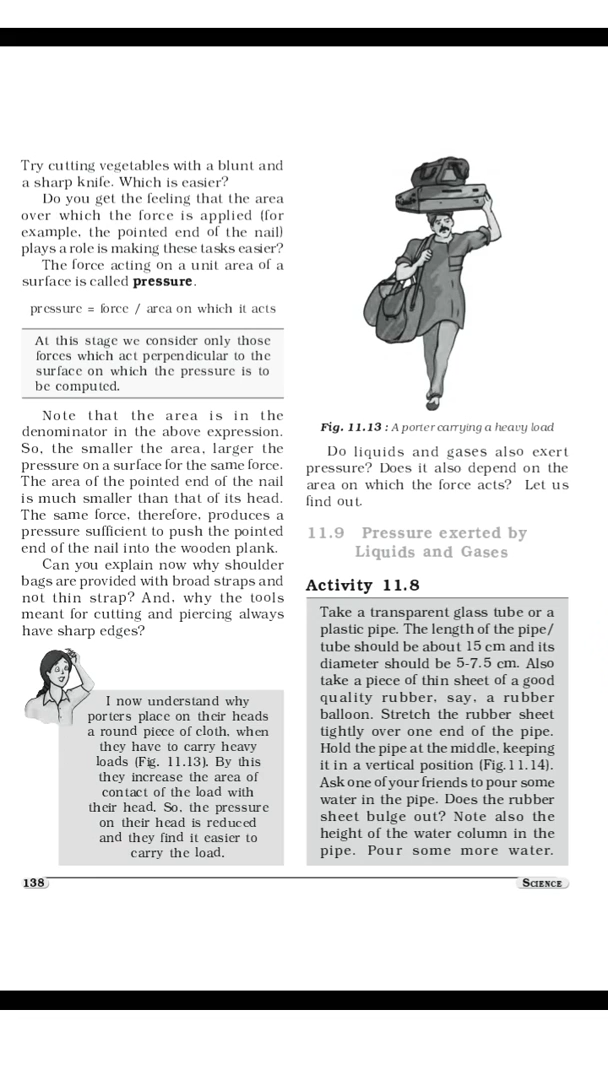 Try cutting vegetables with a blunt and
a sharp knife. Which is easier?
Do you get the feeling that the area
over which the force is applied (for
example, the pointed end of the nail)
plays a role is making these tasks easier?
The force acting on a unit area of a
surface is called pressure.
pressure = force / area on which it acts
At this stage we consider only those
forces which act perpendicular to the
surface on which the pressure is to
be computed.
Note that the area is in the
denominator in the above expression.
So, the smaller the area, larger the
pressure on a surface for the same force.
The area of the pointed end of the nail
is much smaller than that of its head.
The same force, therefore, produces a
pressure sufficient to push the pointed
end of the nail into the wooden plank.
Can you explain now why shoulder
bags are provided with broad straps and
not thin strap? And, why the tools
meant for cutting and piercing always
have sharp edges?
I now understand why
porters place on their heads
a round piece of cloth, when
they have to carry heavy
loads (Fig. 11.13). By this
they increase the area of
contact of the load with
their head. So, the pressure
on their head is reduced
and they find it easier to
carry the load.
Fig. 11.13 : A porter carrying a heavy load
Do liquids and gases also exert
pressure? Does it also depend on the
area on which the force acts? Let us
find out.
11.9 Pressure exerted by
Liquids and Gases
Activity 11.8
Take a transparent glass tube or a
plastic pipe. The length of the pipe/
tube should be about 15 cm and its
diameter should be 5-7.5 cm. Also
take a piece of thin sheet of a good
quality rubber, say, a rubber
balloon. Stretch the rubber sheet
tightly over one end of the pipe.
Hold the pipe at the middle, keeping
it in a vertical position (Fig.11.14).
Ask one of your friends to pour some
water in the pipe. Does the rubber
sheet bulge out? Note also the
height of the water column in the
pipe. Pour some more water.
138
SCIENCE